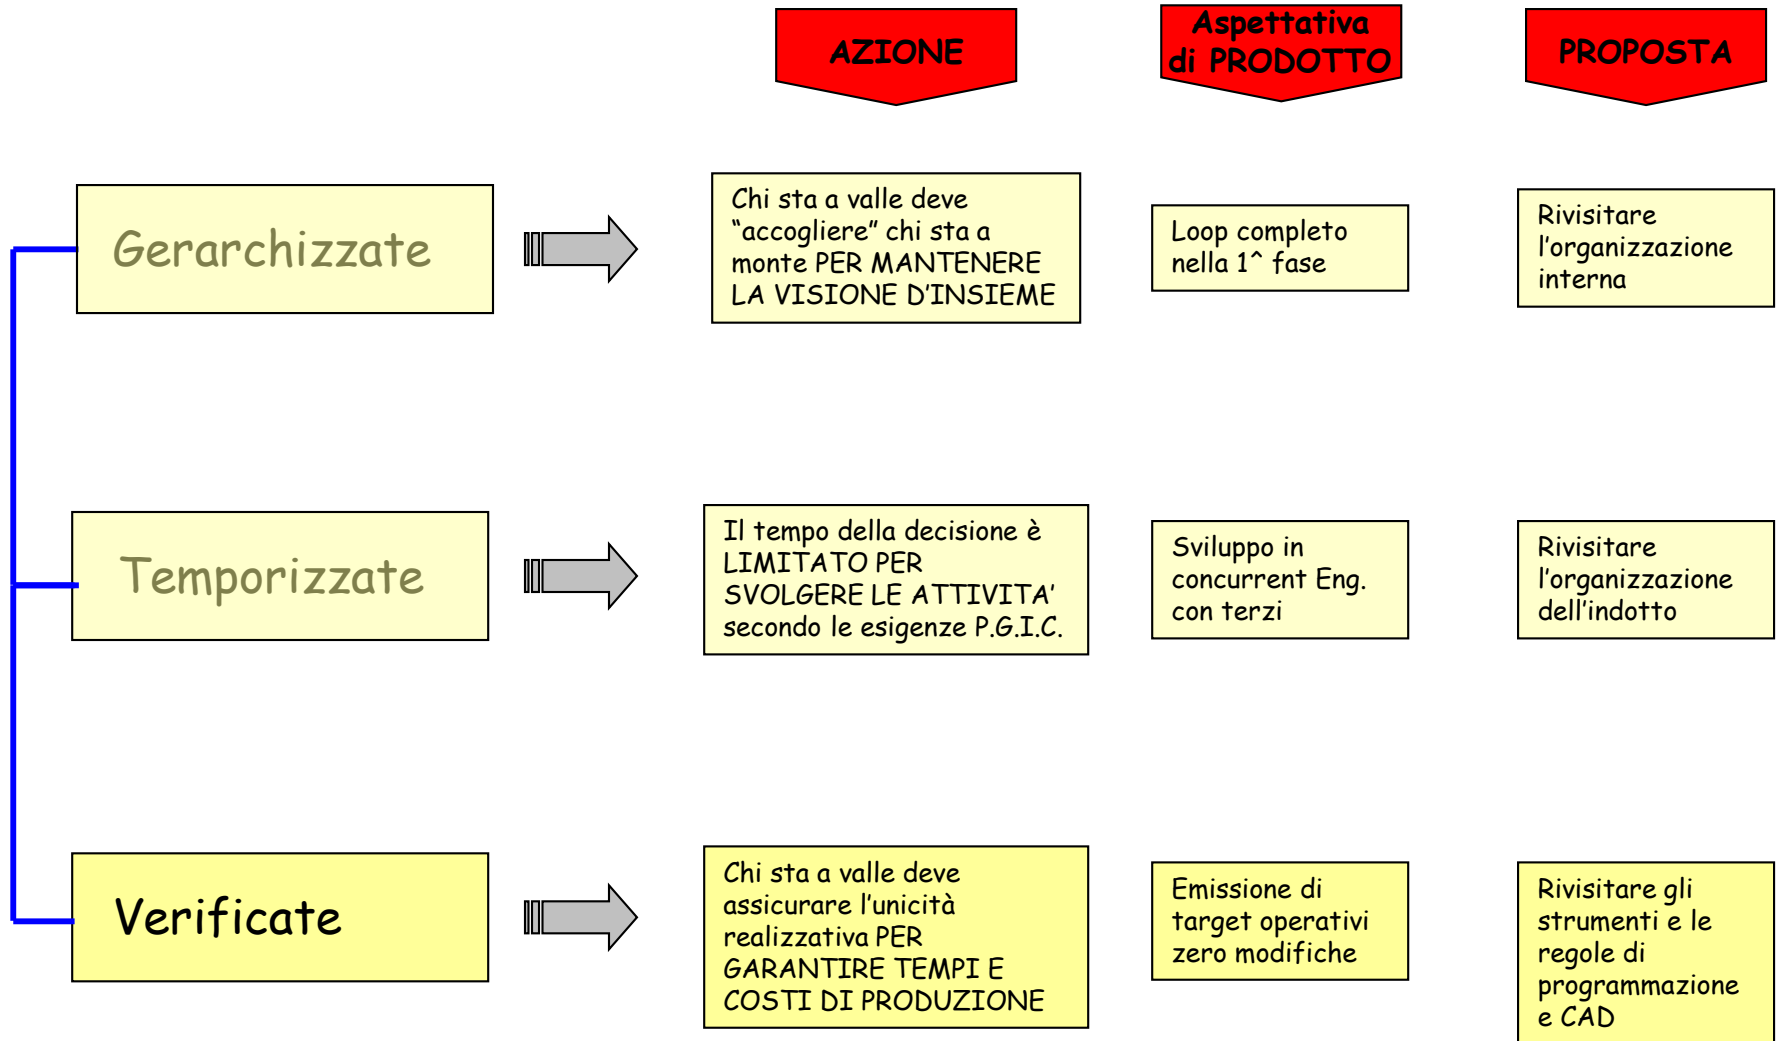 AZIONE
Aspettativa
di PRODOTTO
PROPOSTA
Gerarchizzate
Chi sta a valle deve
“accogliere” chi sta a
monte PER MANTENERE
LA VISIONE D’INSIEME
Loop completo
nella 1^ fase
Rivisitare
l’organizzazione
interna
Temporizzate
Il tempo della decisione è
LIMITATO PER
SVOLGERE LE ATTIVITA’
secondo le esigenze P.G.I.C.
Sviluppo in
concurrent Eng.
con terzi
Rivisitare
l’organizzazione
dell’indotto
Verificate
Chi sta a valle deve
assicurare l’unicità
realizzativa PER
GARANTIRE TEMPI E
COSTI DI PRODUZIONE
Emissione di
target operativi
zero modifiche
Rivisitare gli
strumenti e le
regole di
programmazione
e CAD